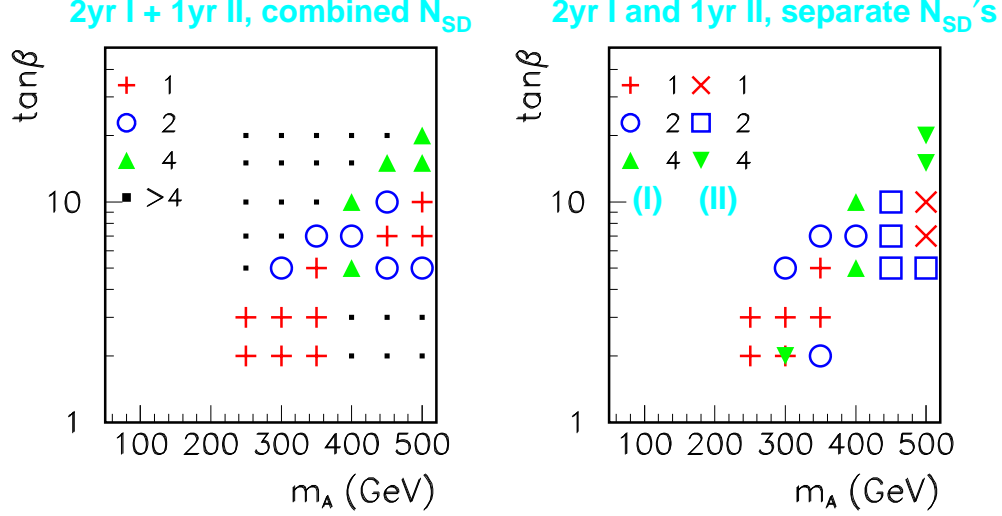 2yr I + 1yr II, combined N_SD
tanβ
1
2
4
>4
10
1
100 200 300 400 500
m_A (GeV)
2yr I and 1yr II, separate N_SD's
tanβ
1 1
2 2
4 4
(I) (II)
10
1
100 200 300 400 500
m_A (GeV)